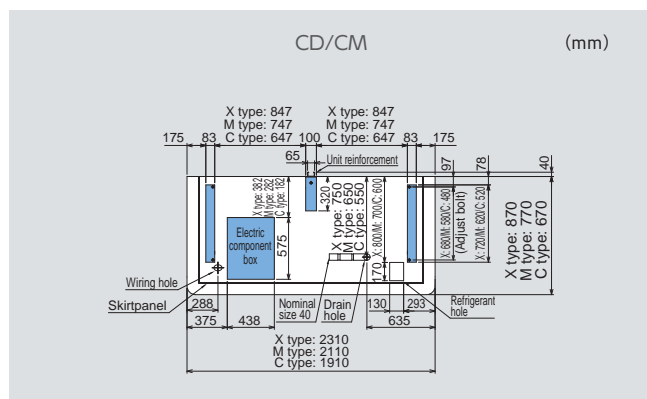 CD/CM
(mm)
X type: 847 X type: 847
M type: 747 M type: 747
175 83 C type: 647 100 C type: 647 83 175
65 Unit reinforcement 97 78 40
X type: 382
M type: 282
C type: 182
320
X type: 750
M type: 650
C type: 550
X: 800/M: 700/C: 600
X: 680/M: 580/C: 480
(Adjust bolt)
X: 720/M: 620/C: 520
X type: 870
M type: 770
C type: 670
Electric
component
box
575
170
Wiring hole
Skirtpanel
288
Nominal
size 40
Drain
hole
130 293
Refrigerant
hole
375 438 635
X type: 2310
M type: 2110
C type: 1910